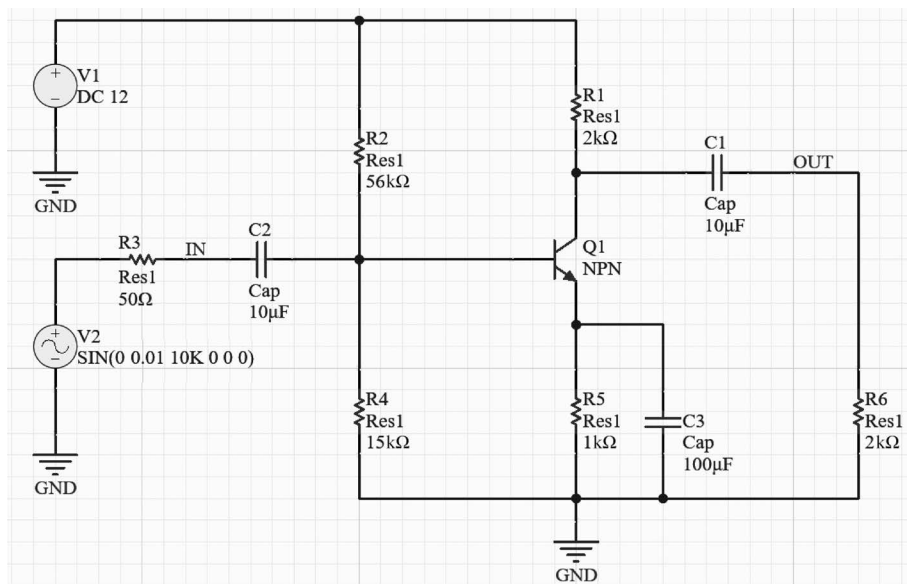 V1
DC 12
GND
R2
Res1
56kΩ
R1
Res1
2kΩ
C1
Cap
10µF
OUT
R3
Res1
50Ω
IN
C2
Cap
10µF
Q1
NPN
V2
SIN(0 0.01 10K 0 0 0)
GND
R4
Res1
15kΩ
R5
Res1
1kΩ
C3
Cap
100µF
R6
Res1
2kΩ
GND